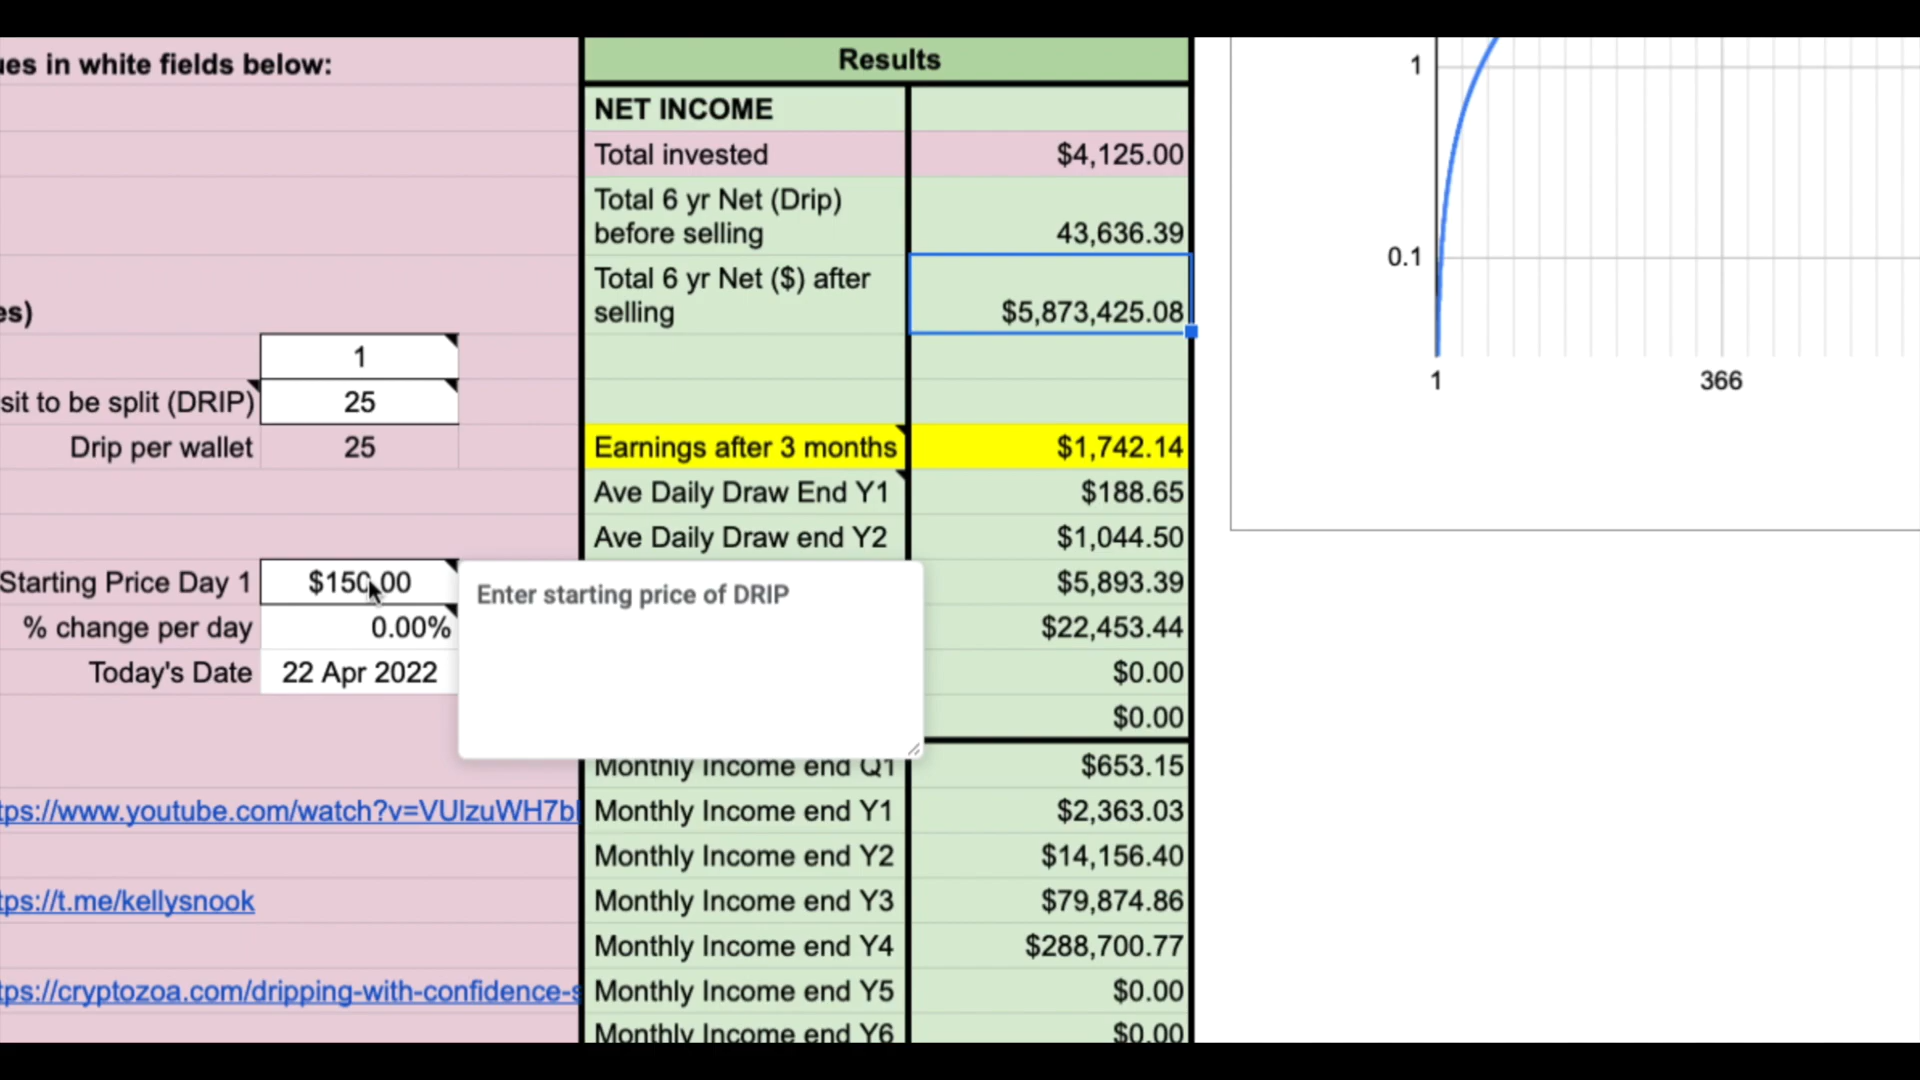 ues in white fields below:
es)
1
sit to be split (DRIP) 25
Drip per wallet 25
Starting Price Day 1 $150.00
% change per day 0.00%
Today's Date 22 Apr 2022
tps://www.youtube.com/watch?v=VUlzuWH7b
tps://t.me/kellysnook
tps://cryptozoa.com/dripping-with-confidence-s
Enter starting price of DRIP
Results
NET INCOME
Total invested $4,125.00
Total 6 yr Net (Drip)
before selling 43,636.39
Total 6 yr Net ($) after
selling $5,873,425.08
Earnings after 3 months $1,742.14
Ave Daily Draw End Y1 $188.65
Ave Daily Draw end Y2 $1,044.50
$5,893.39
$22,453.44
$0.00
$0.00
Monthly Income end Q1 $653.15
Monthly Income end Y1 $2,363.03
Monthly Income end Y2 $14,156.40
Monthly Income end Y3 $79,874.86
Monthly Income end Y4 $288,700.77
Monthly Income end Y5 $0.00
Monthly Income end Y6 $0.00
1
0.1
1 366